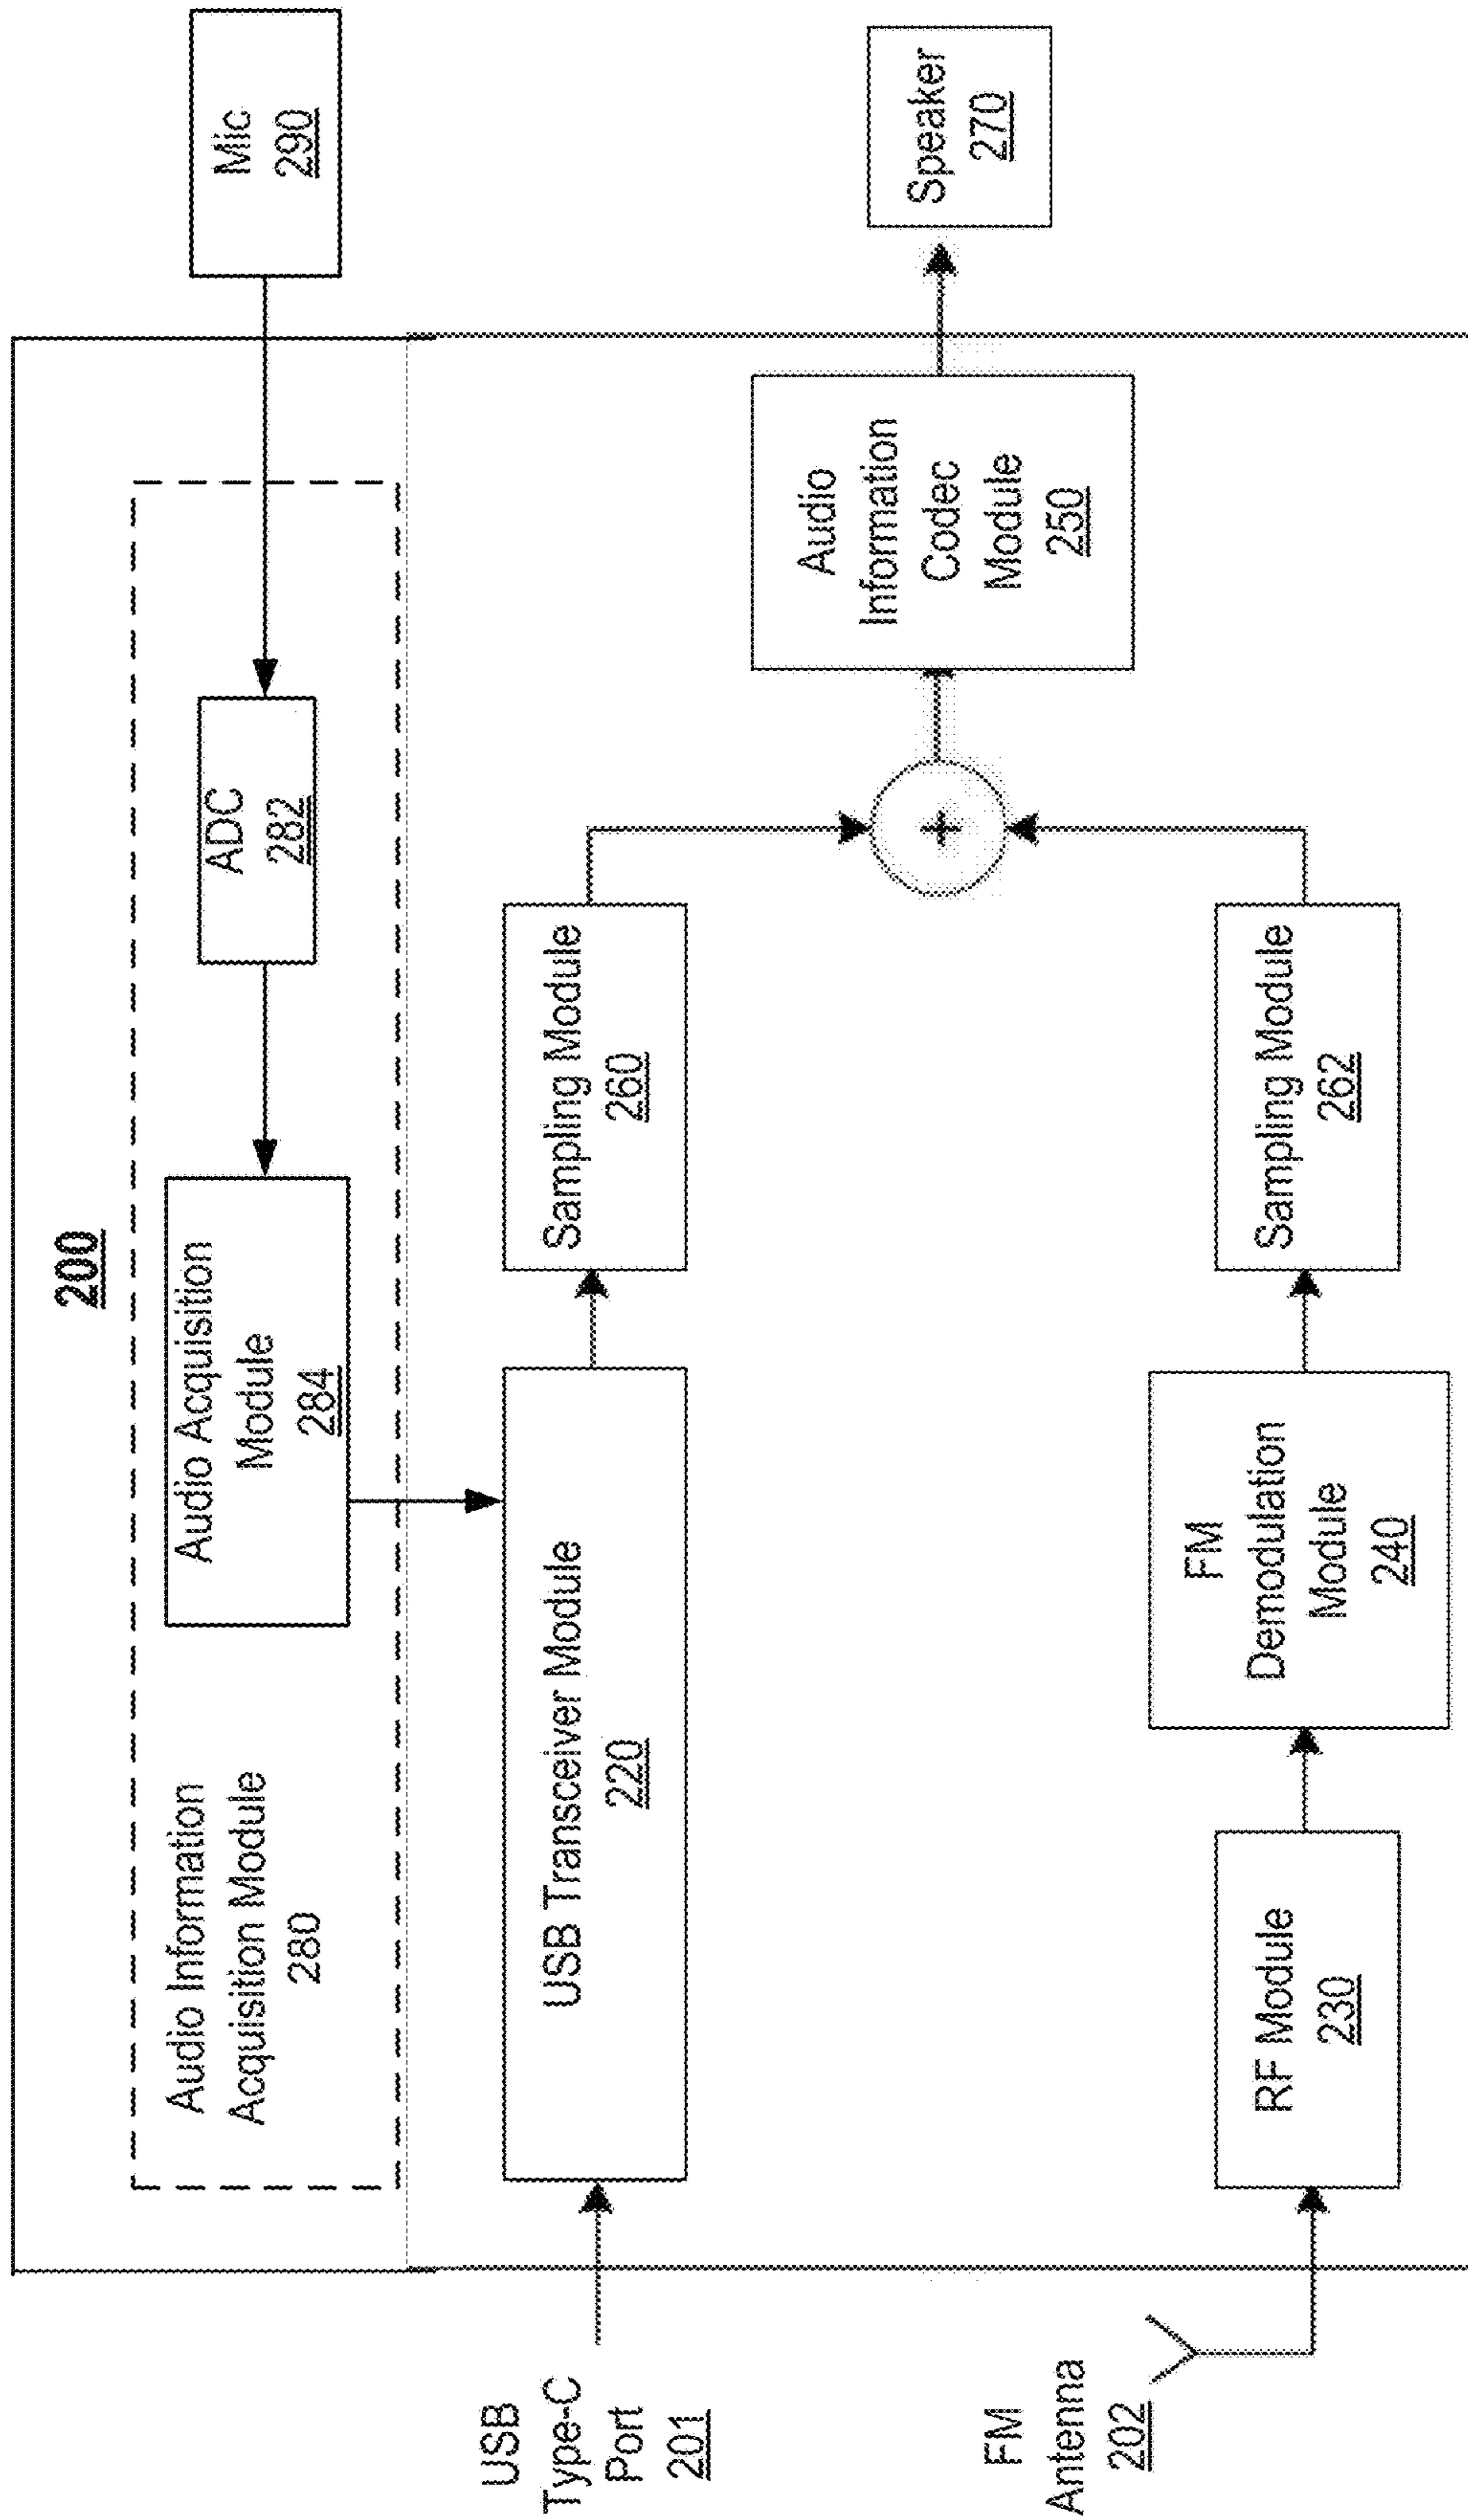 200
Mic
290
ADC
282
Audio Acquisition
Module
284
Audio Information
Acquisition Module
280
USB
Type-C
Port
201
USB Transceiver Module
220
Sampling Module
260
+
Audio
Information
Codec
Module
250
Speaker
270
FM
Antenna
202
RF Module
230
FM
Demodulation
Module
240
Sampling Module
262